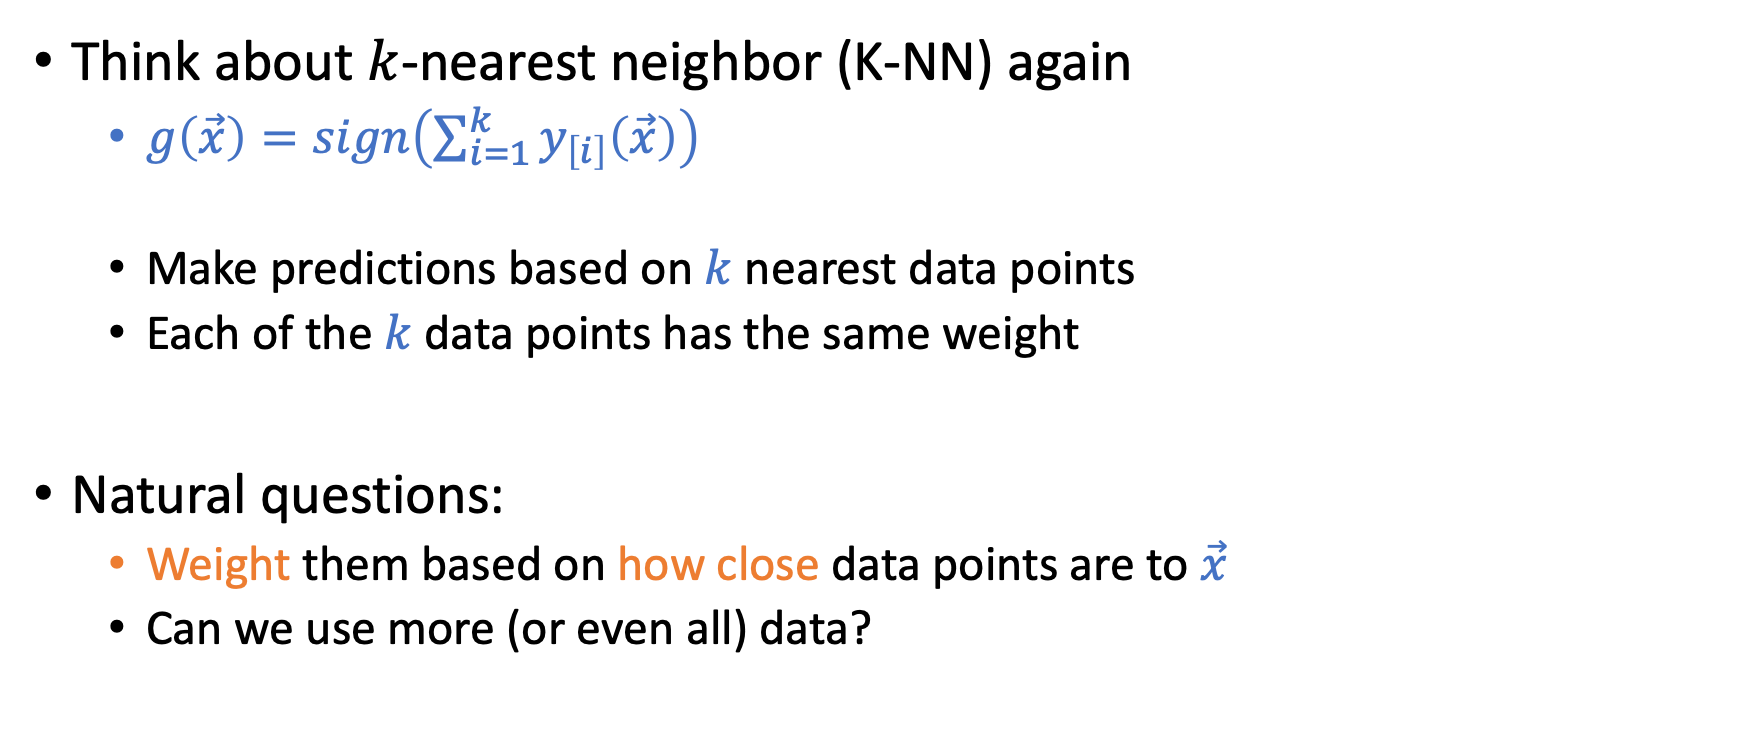 • Think about k-nearest neighbor (K-NN) again
• g(x⃗) = sign(∑ᵏᵢ₌₁ y[i](x⃗))
• Make predictions based on k nearest data points
• Each of the k data points has the same weight
• Natural questions:
• Weight them based on how close data points are to x⃗
• Can we use more (or even all) data?